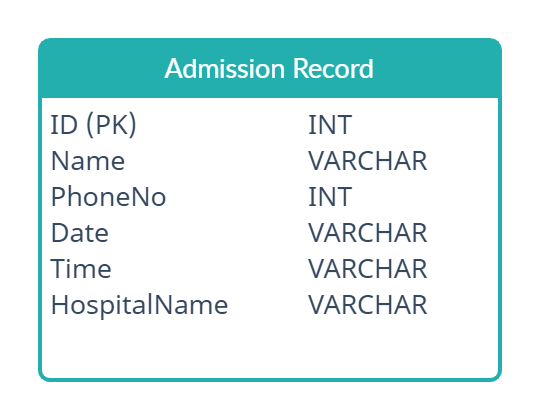 Admission Record
ID (PK) INT
Name VARCHAR
PhoneNo INT
Date VARCHAR
Time VARCHAR
HospitalName VARCHAR